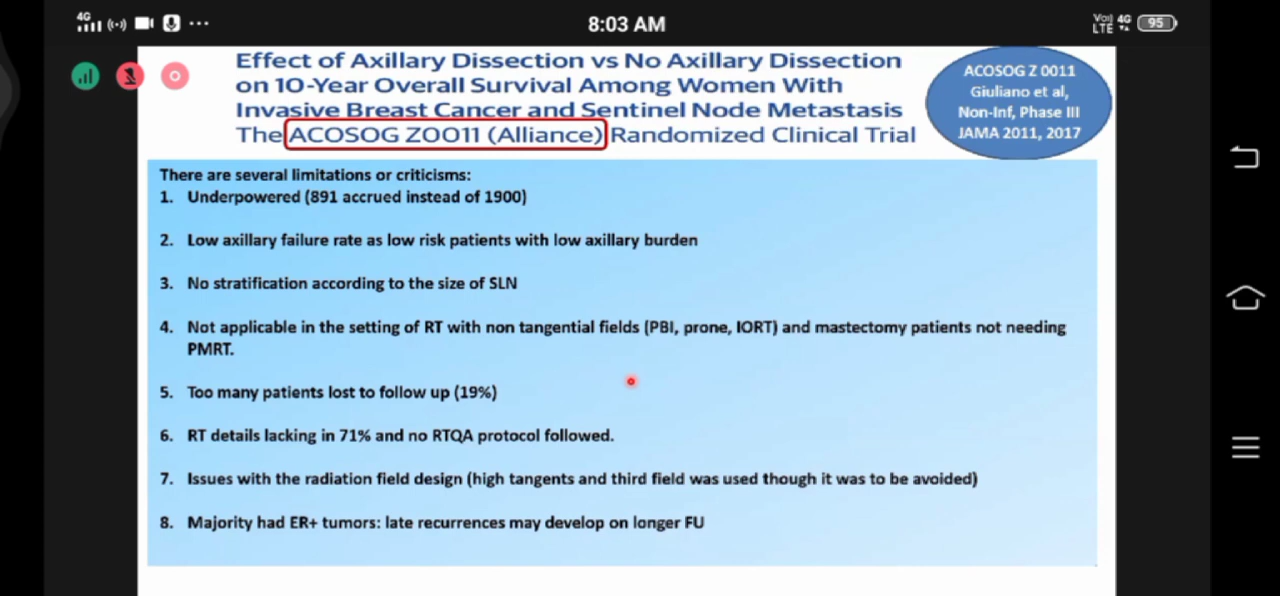 4G
8:03 AM
Vo)
LTE
4G
95
Effect of Axillary Dissection vs No Axillary Dissection
on 10-Year Overall Survival Among Women With
Invasive Breast Cancer and Sentinel Node Metastasis
The ACOSOG Z0011 (Alliance) Randomized Clinical Trial
ACOSOG Z 0011
Giuliano et al,
Non-Inf, Phase III
JAMA 2011, 2017
There are several limitations or criticisms:
1. Underpowered (891 accrued instead of 1900)
2. Low axillary failure rate as low risk patients with low axillary burden
3. No stratification according to the size of SLN
4. Not applicable in the setting of RT with non tangential fields (PBI, prone, IORT) and mastectomy patients not needing
PMRT.
5. Too many patients lost to follow up (19%)
6. RT details lacking in 71% and no RTQA protocol followed.
7. Issues with the radiation field design (high tangents and third field was used though it was to be avoided)
8. Majority had ER+ tumors: late recurrences may develop on longer FU